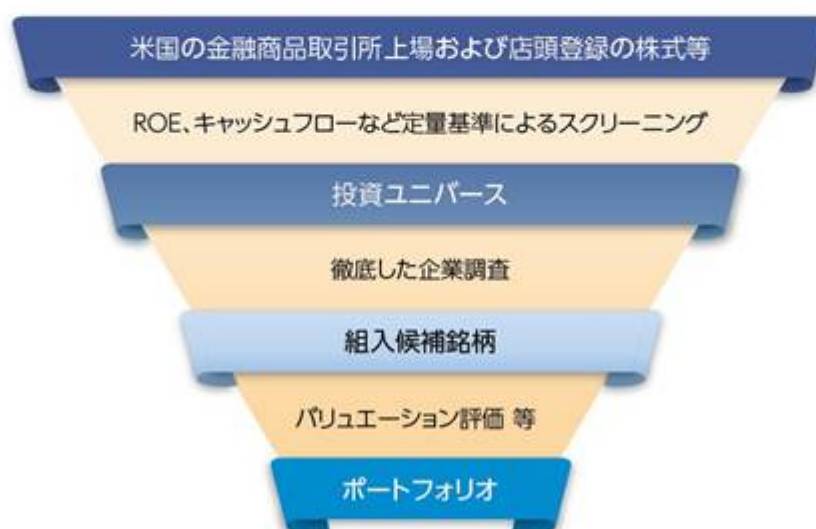 米国の金融商品取引所上場および店頭登録の株式等
ROE、キャッシュフローなど定量基準によるスクリーニング
投資ユニバース
徹底した企業調査
組入候補銘柄
バリュエーション評価 等
ポートフォリオ